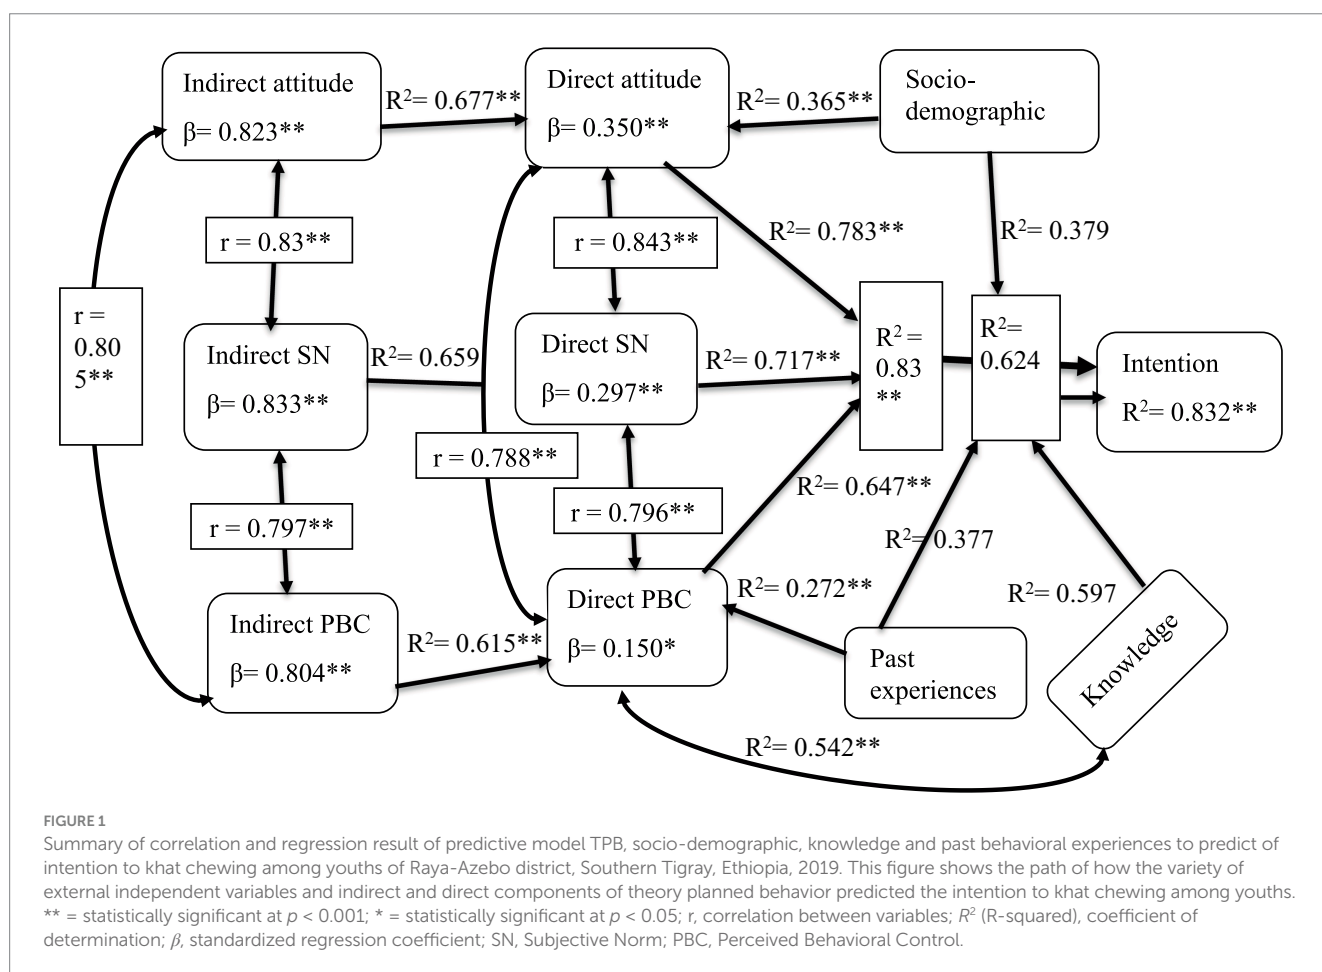 Indirect attitude
β= 0.823**
R²= 0.677**
Direct attitude
β= 0.350**
R²= 0.365**
Socio-
demographic
r = 0.83**
r = 0.843**
R²= 0.783**
R²= 0.379
r =
0.80
5**
Indirect SN
β= 0.833**
R²= 0.659
Direct SN
β= 0.297**
R²= 0.717**
R² =
0.83
**
R²=
0.624
Intention
R²= 0.832**
r = 0.788**
r = 0.797**
r = 0.796**
R²= 0.647**
R²= 0.377
R²= 0.597
Indirect PBC
β= 0.804**
R²= 0.615**
Direct PBC
β= 0.150*
R²= 0.272**
Past
experiences
Knowledge
R²= 0.542**
FIGURE 1
Summary of correlation and regression result of predictive model TPB, socio-demographic, knowledge and past behavioral experiences to predict of
intention to khat chewing among youths of Raya-Azebo district, Southern Tigray, Ethiopia, 2019. This figure shows the path of how the variety of
external independent variables and indirect and direct components of theory planned behavior predicted the intention to khat chewing among youths.
** = statistically significant at p < 0.001; * = statistically significant at p < 0.05; r, correlation between variables; R² (R-squared), coefficient of
determination; β, standardized regression coefficient; SN, Subjective Norm; PBC, Perceived Behavioral Control.